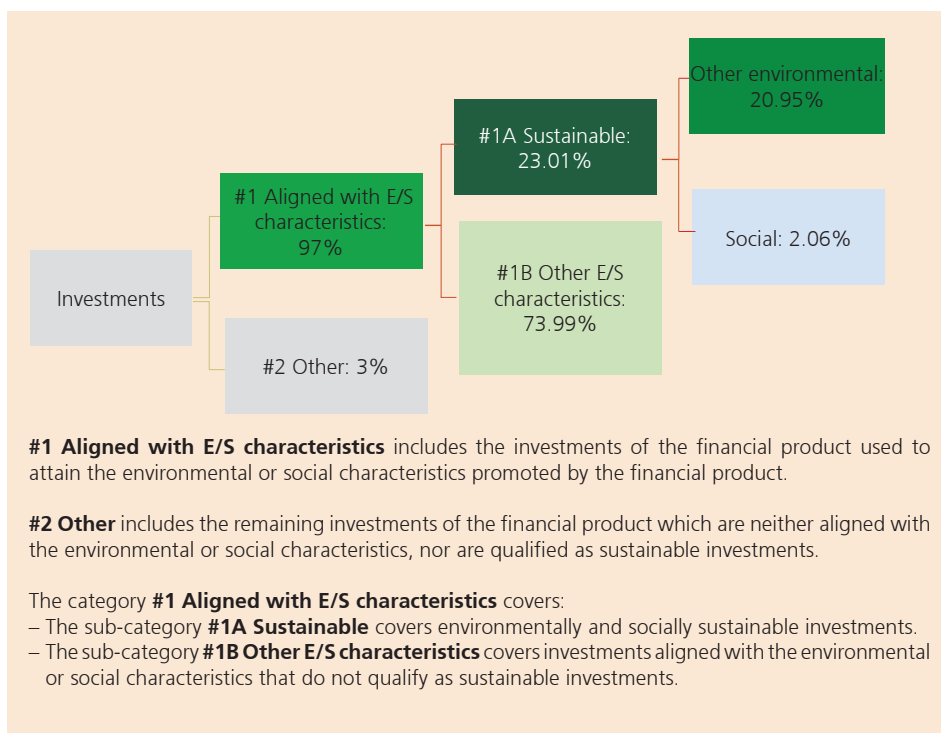 Other environmental:
20.95%
#1A Sustainable:
23.01%
#1 Aligned with E/S
characteristics:
97%
Social: 2.06%
#1B Other E/S
characteristics:
73.99%
Investments
#2 Other: 3%
#1 Aligned with E/S characteristics includes the investments of the financial product used to
attain the environmental or social characteristics promoted by the financial product.
#2 Other includes the remaining investments of the financial product which are neither aligned with
the environmental or social characteristics, nor are qualified as sustainable investments.
The category #1 Aligned with E/S characteristics covers:
– The sub-category #1A Sustainable covers environmentally and socially sustainable investments.
– The sub-category #1B Other E/S characteristics covers investments aligned with the environmental
or social characteristics that do not qualify as sustainable investments.